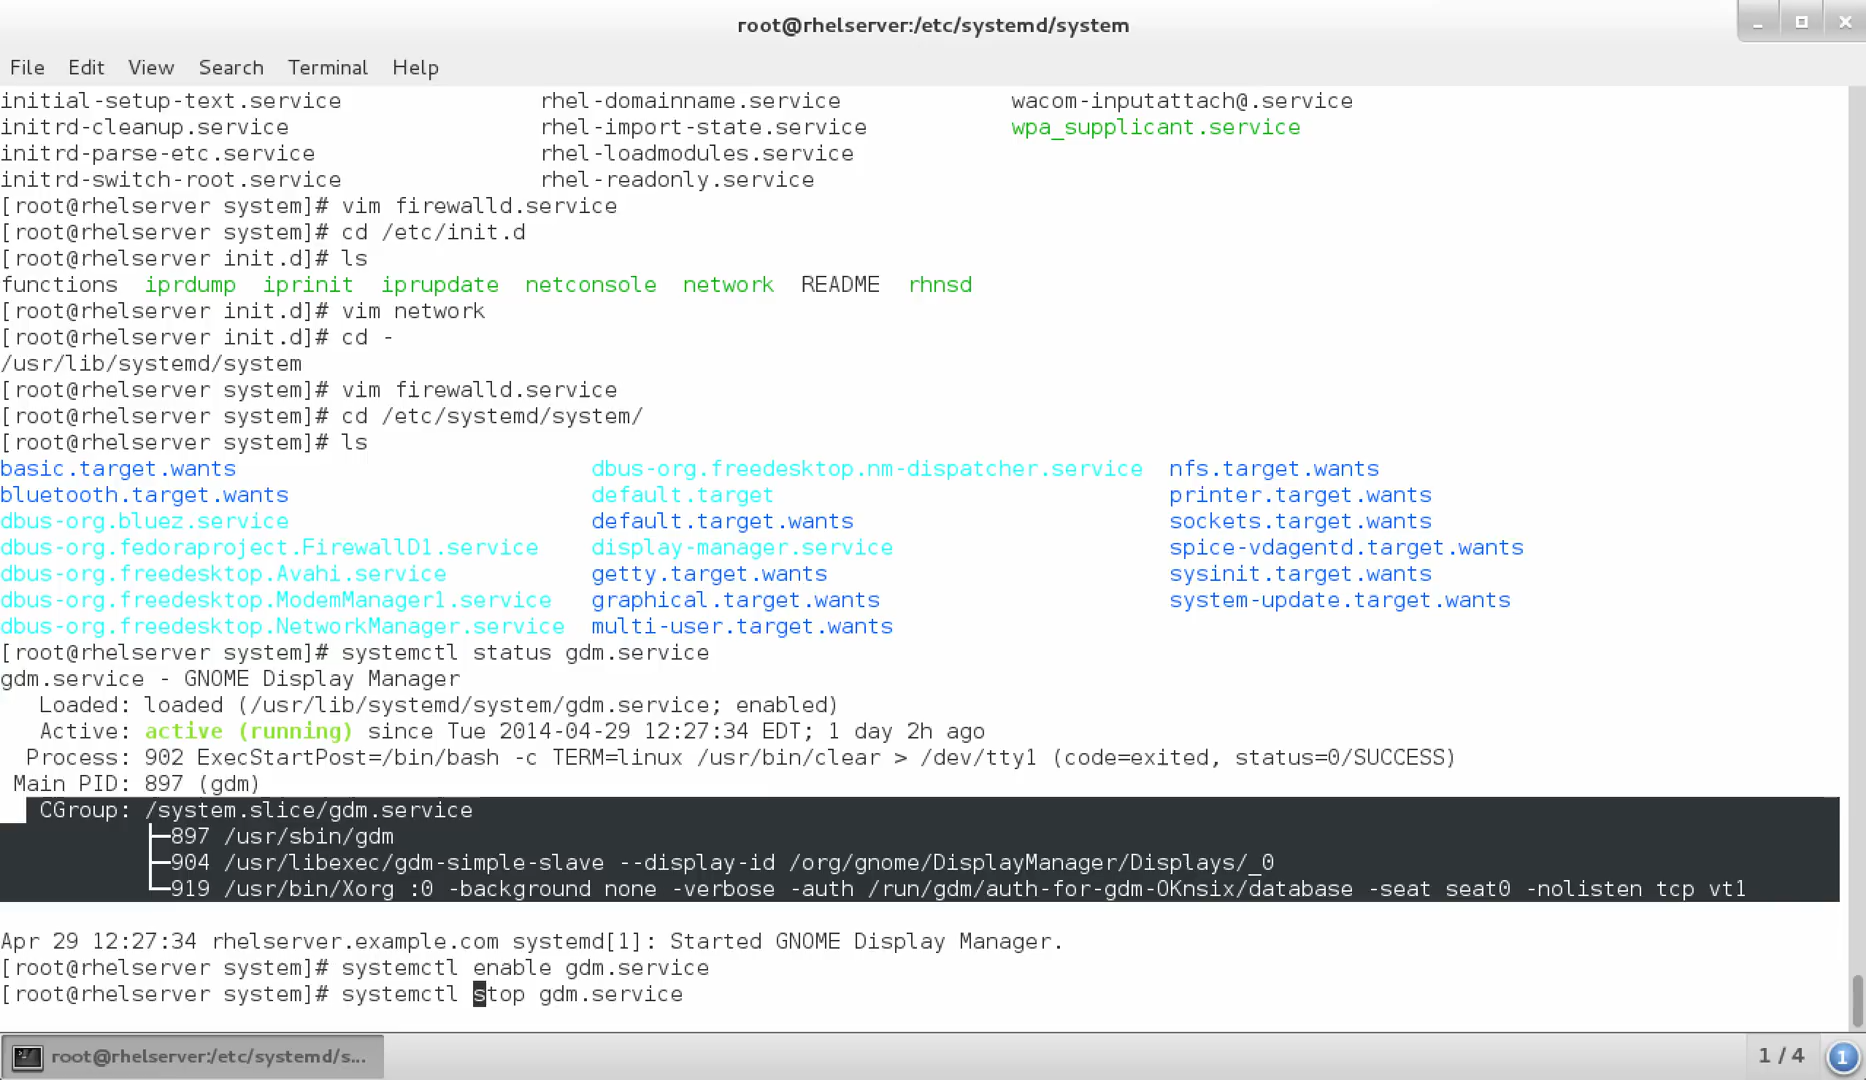 root@rhelserver:/etc/systemd/system
File Edit View Search Terminal Help
initial-setup-text.service rhel-domainname.service wacom-inputattach@.service
initrd-cleanup.service rhel-import-state.service wpa_supplicant.service
initrd-parse-etc.service rhel-loadmodules.service
initrd-switch-root.service rhel-readonly.service
[root@rhelserver system]# vim firewalld.service
[root@rhelserver system]# cd /etc/init.d
[root@rhelserver init.d]# ls
functions iprdump iprinit iprupdate netconsole network README rhnsd
[root@rhelserver init.d]# vim network
[root@rhelserver init.d]# cd -
/usr/lib/systemd/system
[root@rhelserver system]# vim firewalld.service
[root@rhelserver system]# cd /etc/systemd/system/
[root@rhelserver system]# ls
basic.target.wants dbus-org.freedesktop.nm-dispatcher.service nfs.target.wants
bluetooth.target.wants default.target printer.target.wants
dbus-org.bluez.service default.target.wants sockets.target.wants
dbus-org.fedoraproject.FirewallD1.service display-manager.service spice-vdagentd.target.wants
dbus-org.freedesktop.Avahi.service getty.target.wants sysinit.target.wants
dbus-org.freedesktop.ModemManager1.service graphical.target.wants system-update.target.wants
dbus-org.freedesktop.NetworkManager.service multi-user.target.wants
[root@rhelserver system]# systemctl status gdm.service
gdm.service - GNOME Display Manager
Loaded: loaded (/usr/lib/systemd/system/gdm.service; enabled)
Active: active (running) since Tue 2014-04-29 12:27:34 EDT; 1 day 2h ago
Process: 902 ExecStartPost=/bin/bash -c TERM=linux /usr/bin/clear > /dev/tty1 (code=exited, status=0/SUCCESS)
Main PID: 897 (gdm)
CGroup: /system.slice/gdm.service
├─897 /usr/sbin/gdm
├─904 /usr/libexec/gdm-simple-slave --display-id /org/gnome/DisplayManager/Displays/_0
└─919 /usr/bin/Xorg :0 -background none -verbose -auth /run/gdm/auth-for-gdm-OKnsix/database -seat seat0 -nolisten tcp vt1
Apr 29 12:27:34 rhelserver.example.com systemd[1]: Started GNOME Display Manager.
[root@rhelserver system]# systemctl enable gdm.service
[root@rhelserver system]# systemctl stop gdm.service
root@rhelserver:/etc/systemd/s... 1 / 4 1